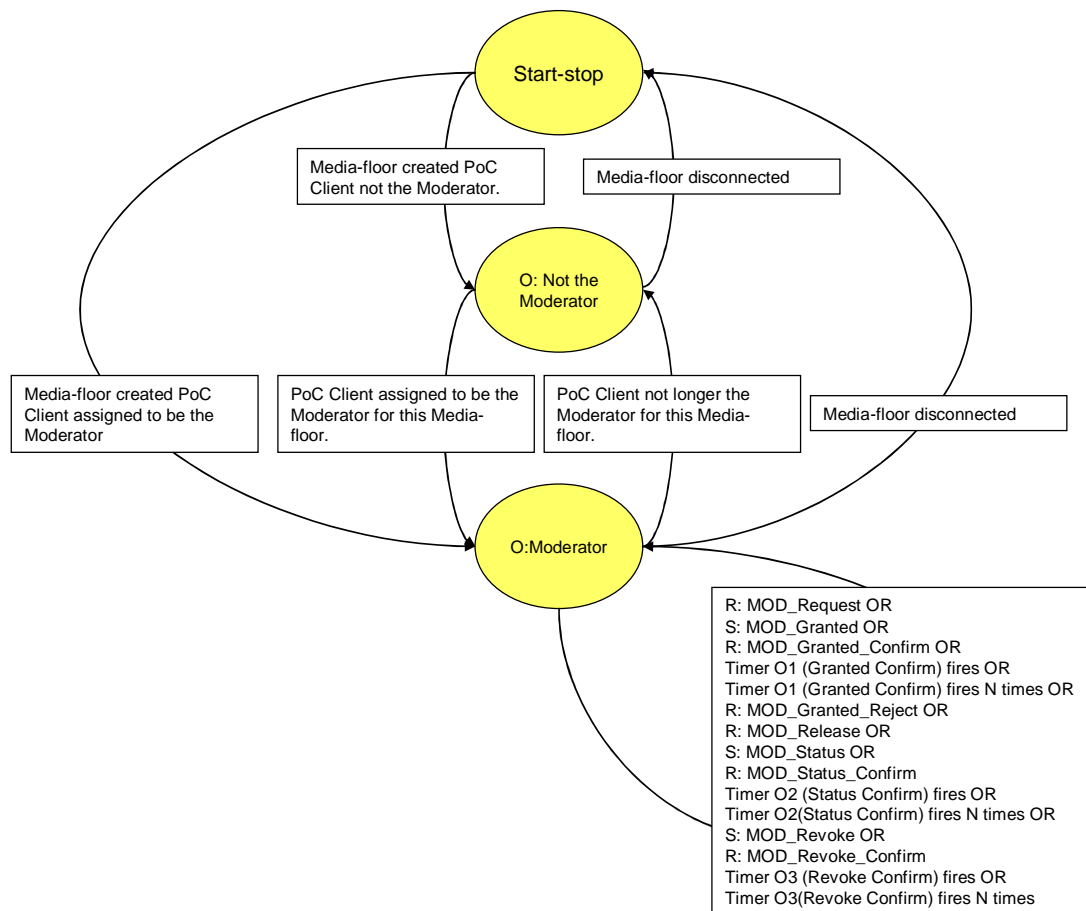 Start-stop
Media-floor created PoC
Client not the Moderator.
Media-floor disconnected
O: Not the
Moderator
Media-floor created PoC
Client assigned to be the
Moderator
PoC Client assigned to be the
Moderator for this Media-
floor.
PoC Client not longer the
Moderator for this Media-
floor.
Media-floor disconnected
O:Moderator
R: MOD_Request OR
S: MOD_Granted OR
R: MOD_Granted_Confirm OR
Timer O1 (Granted Confirm) fires OR
Timer O1 (Granted Confirm) fires N times OR
R: MOD_Granted_Reject OR
R: MOD_Release OR
S: MOD_Status OR
R: MOD_Status_Confirm
Timer O2 (Status Confirm) fires OR
Timer O2(Status Confirm) fires N times OR
S: MOD_Revoke OR
R: MOD_Revoke_Confirm
Timer O3 (Revoke Confirm) fires OR
Timer O3(Revoke Confirm) fires N times